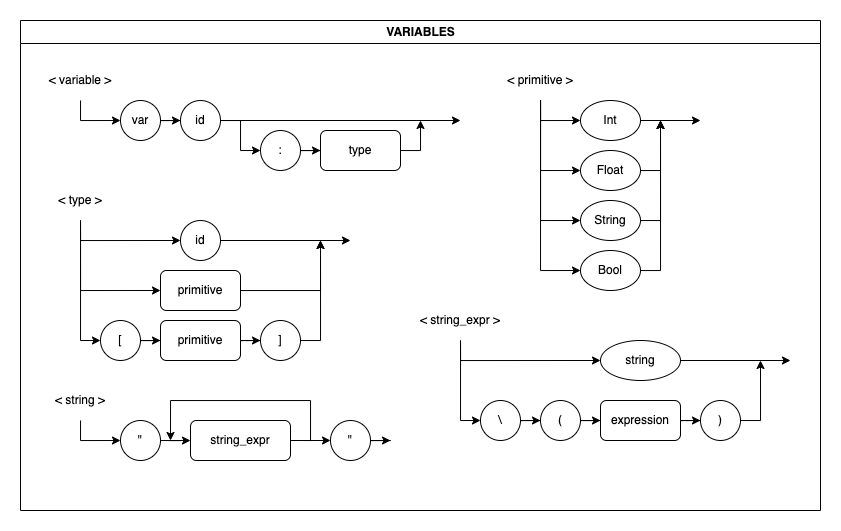 VARIABLES
< variable >
var
id
:
type
< type >
id
primitive
[
primitive
]
< string >
"
string_expr
"
< primitive >
Int
Float
String
Bool
< string_expr >
string
\
(
expression
)